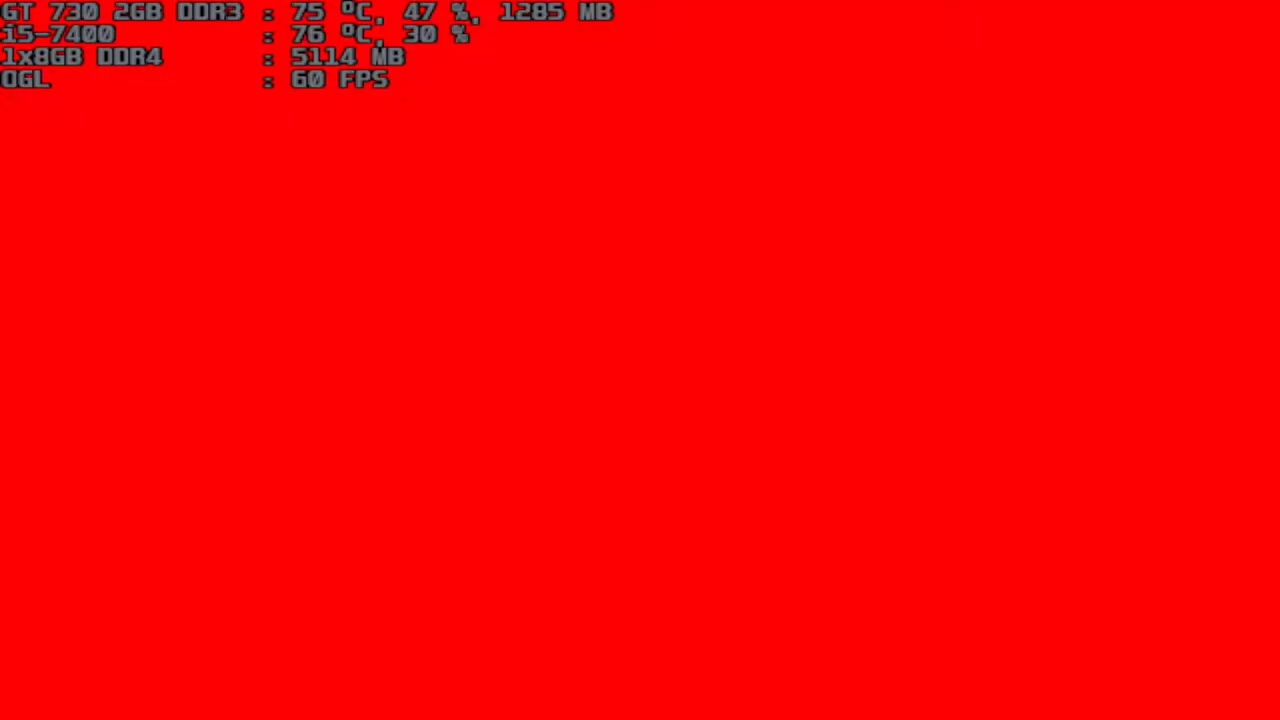 GT 730 2GB DDR3 : 75 ºC, 47 %, 1285 MB
i5-7400 : 76 ºC, 30 %
1x8GB DDR4 : 5114 MB
OGL : 60 FPS